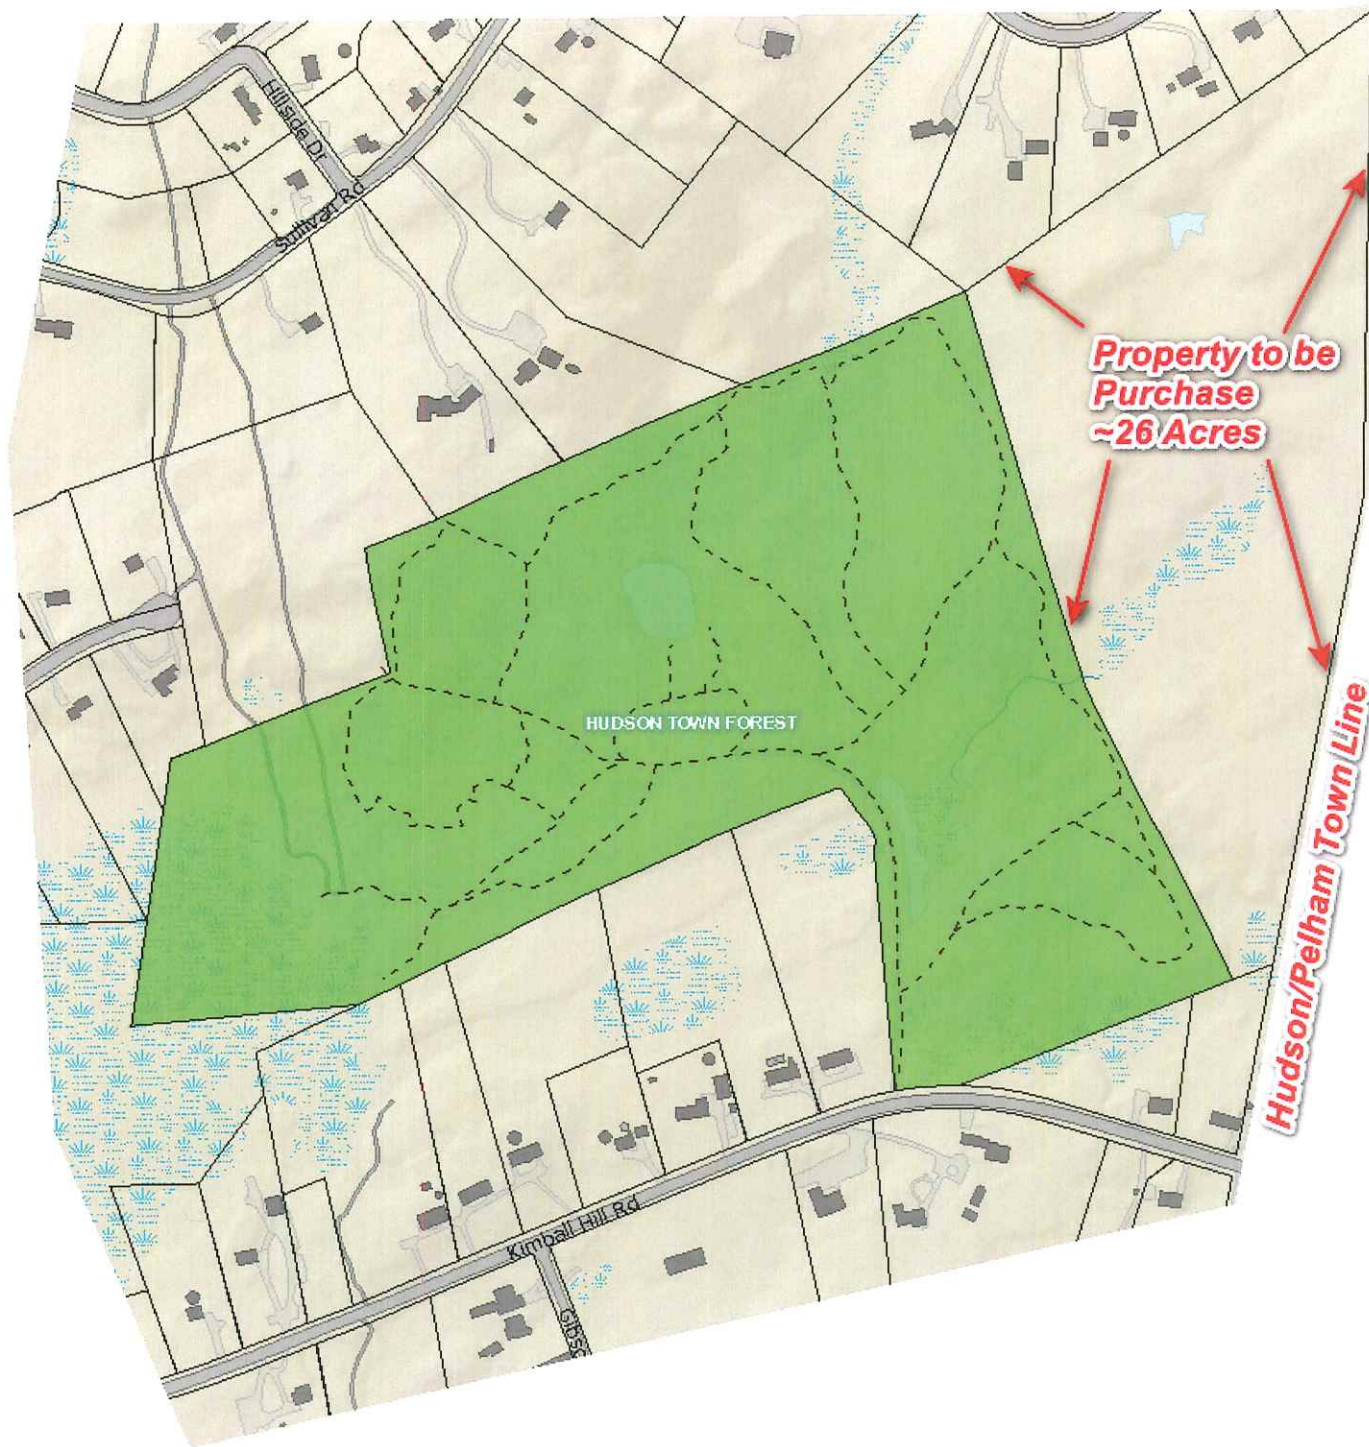 Hillside Dr
Sullivan Rd
Property to be
Purchase
~26 Acres
HUDSON TOWN FOREST
Hudson/Pelham Town Line
Kimball Hill Rd
Gibso